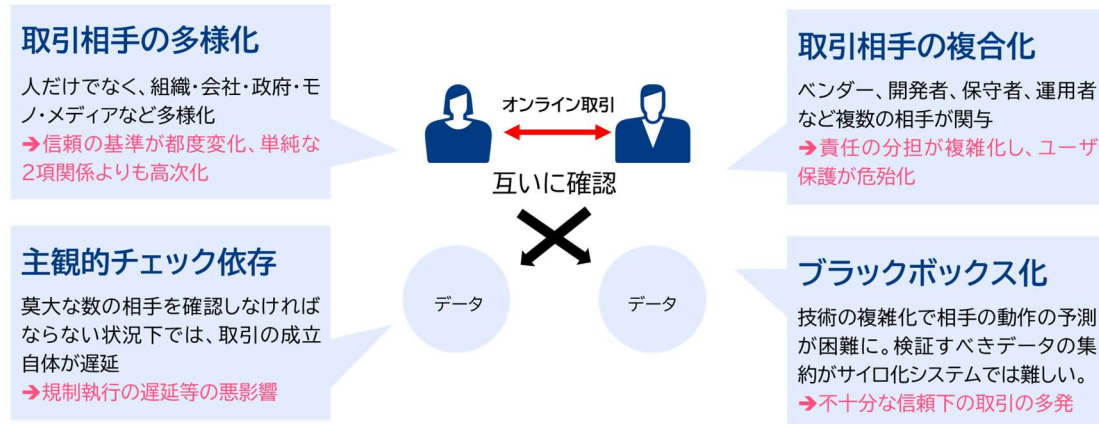 取引相手の多様化
人だけでなく、組織・会社・政府・モ
ノ・メディアなど多様化
➔信頼の基準が都度変化、単純な
2項関係よりも高次化
オンライン取引
互いに確認
取引相手の複合化
ベンダー、開発者、保守者、運用者
など複数の相手が関与
➔責任の分担が複雑化し、ユーザ
保護が危殆化
主観的チェック依存
莫大な数の相手を確認しなければ
ならない状況下では、取引の成立
自体が遅延
➔規制執行の遅延等の悪影響
データ
データ
ブラックボックス化
技術の複雑化で相手の動作の予測
が困難に。検証すべきデータの集
約がサイロ化システムでは難しい。
➔不十分な信頼下の取引の多発